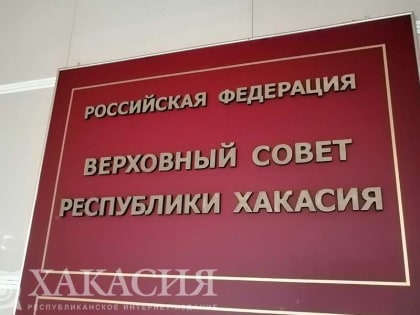 РОССИЙСКАЯ ФЕДЕРАЦИЯ
ВЕРХОВНЫЙ СОВЕТ
РЕСПУБЛИКИ ХАКАСИЯ
ХАКАСИЯ
РЕСПУБЛИКАНСКОЕ ИНТЕРНЕТ-ИЗДАНИЕ